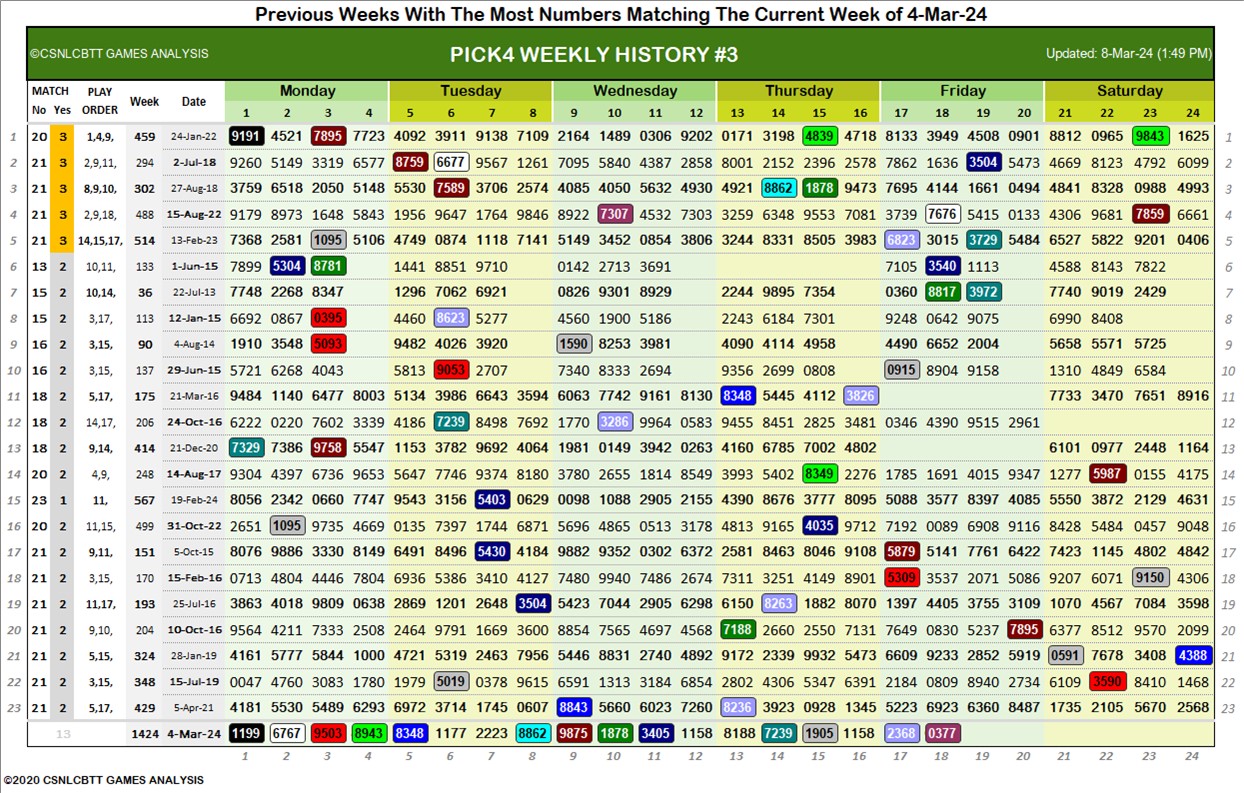 Previous Weeks With The Most Numbers Matching The Current Week of 4-Mar-24
©CSNLCBTT GAMES ANALYSIS PICK4 WEEKLY HISTORY #3 Updated: 8-Mar-24 (1:49 PM)
MATCH PLAY Week Date Monday Tuesday Wednesday Thursday Friday Saturday
No Yes ORDER 1 2 3 4 5 6 7 8 9 10 11 12 13 14 15 16 17 18 19 20 21 22 23 24
1 20 3 1,4,9, 459 24-Jan-22 9191 4521 7895 7723 4092 3911 9138 7109 2164 1489 0306 9202 0171 3198 4839 4718 8133 3949 4508 0901 8812 0965 9843 1625 1
2 21 3 2,9,11, 294 2-Jul-18 9260 5149 3319 6577 8759 6677 9567 1261 7095 5840 4387 2858 8001 2152 2396 2578 7862 1636 3504 5473 4669 8123 4792 6099 2
3 21 3 8,9,10, 302 27-Aug-18 3759 6518 2050 5148 5530 7589 3706 2574 4085 4050 5632 4930 4921 8862 1878 9473 7695 4144 1661 0494 4841 8328 0988 4993 3
4 21 3 2,9,18, 488 15-Aug-22 9179 8973 1648 5843 1956 9647 1764 9846 8922 7307 4532 7303 3259 6348 9553 7081 3739 7676 5415 0133 4306 9681 7859 6661 4
5 21 3 14,15,17, 514 13-Feb-23 7368 2581 1095 5106 4749 0874 1118 7141 5149 3452 0854 3806 3244 8331 8505 3983 6823 3015 3729 5484 6527 5822 9201 0406 5
6 13 2 10,11, 133 1-Jun-15 7899 5304 8781 1441 8851 9710 0142 2713 3691 7105 3540 1113 4588 8143 7822 6
7 15 2 10,14, 36 22-Jul-13 7748 2268 8347 1296 7062 6921 0826 9301 8929 2244 9895 7354 0360 8817 3972 7740 9019 2429 7
8 15 2 3,17, 113 12-Jan-15 6692 0867 0395 4460 8623 5277 4560 1900 5186 2243 6184 7301 9248 0642 9075 6990 8408 8
9 16 2 3,15, 90 4-Aug-14 1910 3548 5093 9482 4026 3920 1590 8253 3981 4090 4114 4958 4490 6652 2004 5658 5571 5725 9
10 16 2 3,15, 137 29-Jun-15 5721 6268 4043 5813 9053 2707 7340 8333 2694 9356 2699 0808 0915 8904 9158 1310 4849 6584 10
11 18 2 5,17, 175 21-Mar-16 9484 1140 6477 8003 5134 3986 6643 3594 6063 7742 9161 8130 8348 5445 4112 3826 7733 3470 7651 8916 11
12 18 2 14,17, 206 24-Oct-16 6222 0220 7602 3339 4186 7239 8498 7692 1770 3286 9964 0583 9455 8451 2825 3481 0346 4390 9515 2961 12
13 18 2 9,14, 414 21-Dec-20 7329 7386 9758 5547 1153 3782 9692 4064 1981 0149 3942 0263 4160 6785 7002 4802 6101 0977 2448 1164 13
14 20 2 4,9, 248 14-Aug-17 9304 4397 6736 9653 5647 7746 9374 8180 3780 2655 1814 8549 3993 5402 8349 2276 1785 1691 4015 9347 1277 5987 0155 4175 14
15 23 1 11, 567 19-Feb-24 8056 2342 0660 7747 9543 3156 5403 0629 0098 1088 2905 2155 4390 8676 3777 8095 5088 3577 8397 4085 5550 3872 2129 4631 15
16 20 2 11,15, 499 31-Oct-22 2651 1095 9735 4669 0135 7397 1744 6871 5696 4865 0513 3178 4813 9165 4035 9712 7192 0089 6908 9116 8428 5484 0457 9048 16
17 21 2 9,11, 151 5-Oct-15 8076 9886 3330 8149 6491 8496 5430 4184 9882 9352 0302 6372 2581 8463 8046 9108 5879 5141 7761 6422 7423 1145 4802 4842 17
18 21 2 3,15, 170 15-Feb-16 0713 4804 4446 7804 6936 5386 3410 4127 7480 9940 7486 2674 7311 3251 4149 8901 5309 3537 2071 5086 9207 6071 9150 4306 18
19 21 2 11,17, 193 25-Jul-16 3863 4018 9809 0638 2869 1201 2648 3504 5423 7044 2905 6298 6150 8263 1882 8070 1397 4405 3755 3109 1070 4567 7084 3598 19
20 21 2 9,10, 204 10-Oct-16 9564 4211 7333 2508 2464 9791 1669 3600 8854 7565 4697 4568 7188 2660 2550 7131 7649 0830 5237 7895 6377 8512 9570 2099 20
21 21 2 5,15, 324 28-Jan-19 4161 5777 5844 1000 4721 5319 2463 7956 5446 8831 2740 4892 9172 2339 9932 5473 6609 9233 2852 5919 0591 7678 3408 4388 21
22 21 2 3,15, 348 15-Jul-19 0047 4760 3083 1780 1979 5019 0378 9615 6591 1313 3184 6854 2802 4306 5347 6391 2184 0809 8940 2734 6109 3590 8410 1468 22
23 21 2 5,17, 429 5-Apr-21 4181 5530 5489 6293 6972 3714 1745 0607 8843 5660 6023 7260 8236 0136 0928 1345 5223 6923 6360 8487 1735 2105 5670 2568 23
13 1424 4-Mar-24 1199 6767 9503 8943 8348 1177 2223 8862 9875 1878 3405 1158 8188 7239 1905 1158 2368 0377
1 2 3 4 5 6 7 8 9 10 11 12 13 14 15 16 17 18 19 20 21 22 23 24
©2020 CSNLCBTT GAMES ANALYSIS